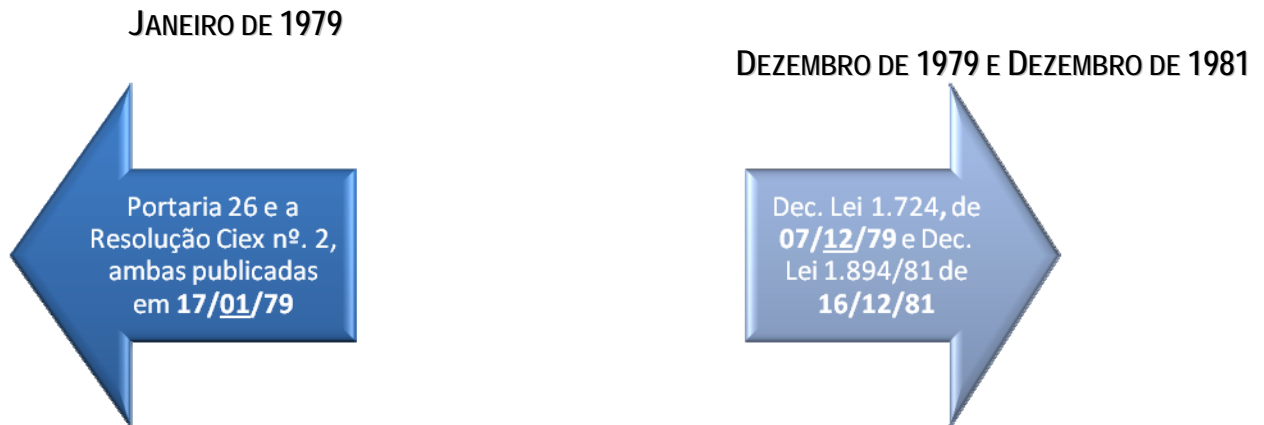 JANEIRO DE 1979
DEZEMBRO DE 1979 E DEZEMBRO DE 1981
Portaria 26 e a
Resolução Ciex nº. 2,
ambas publicadas
em 17/01/79
Dec. Lei 1.724, de
07/12/79 e Dec.
Lei 1.894/81 de
16/12/81